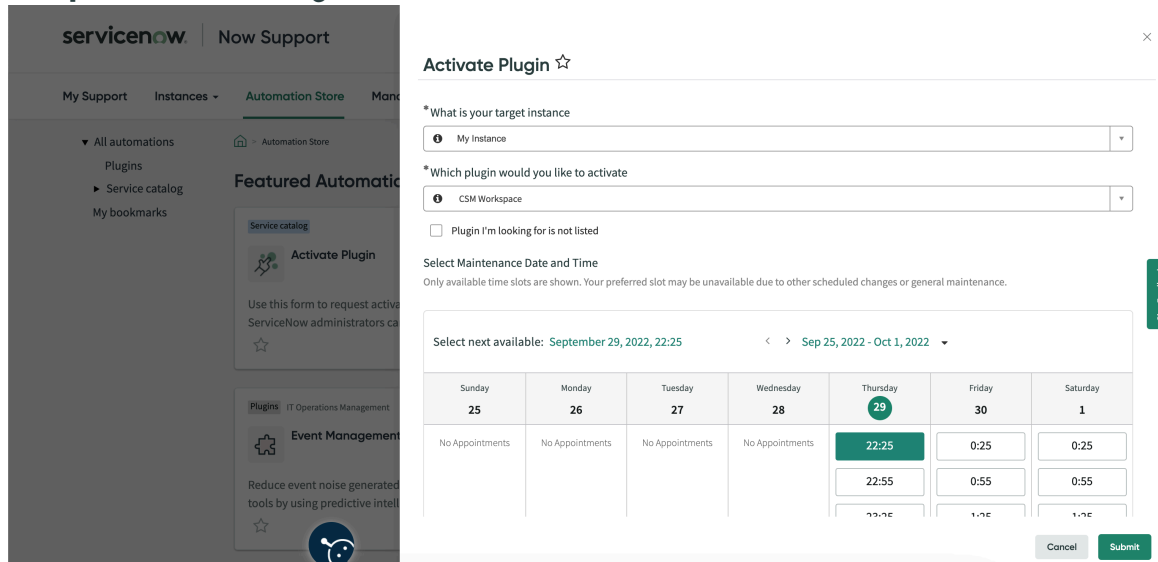 servicenow. Now Support
My Support Instances Automation Store
All automations
Plugins
Service catalog
My bookmarks
> Automation Store
Featured
Service catalog
Activate Plugin
Use this form to request
ServiceNow administrators
Plugins IT Operations Management
Event Management
Reduce event noise generated
tools by using predictive
×
Activate Plugin
*What is your target instance
My Instance
*Which plugin would you like to activate
CSM Workspace
Plugin I'm looking for is not listed
Select Maintenance Date and Time
Only available time slots are shown. Your preferred slot may be unavailable due to other scheduled changes or general maintenance.
Select next available: September 29, 2022, 22:25 < > Sep 25, 2022 - Oct 1, 2022
Sunday Monday Tuesday Wednesday Thursday Friday Saturday
25 26 27 28 29 30 1
No Appointments No Appointments No Appointments No Appointments 22:25 0:25 0:25
22:55 0:55 0:55
23:25 1:25 1:25
Cancel Submit